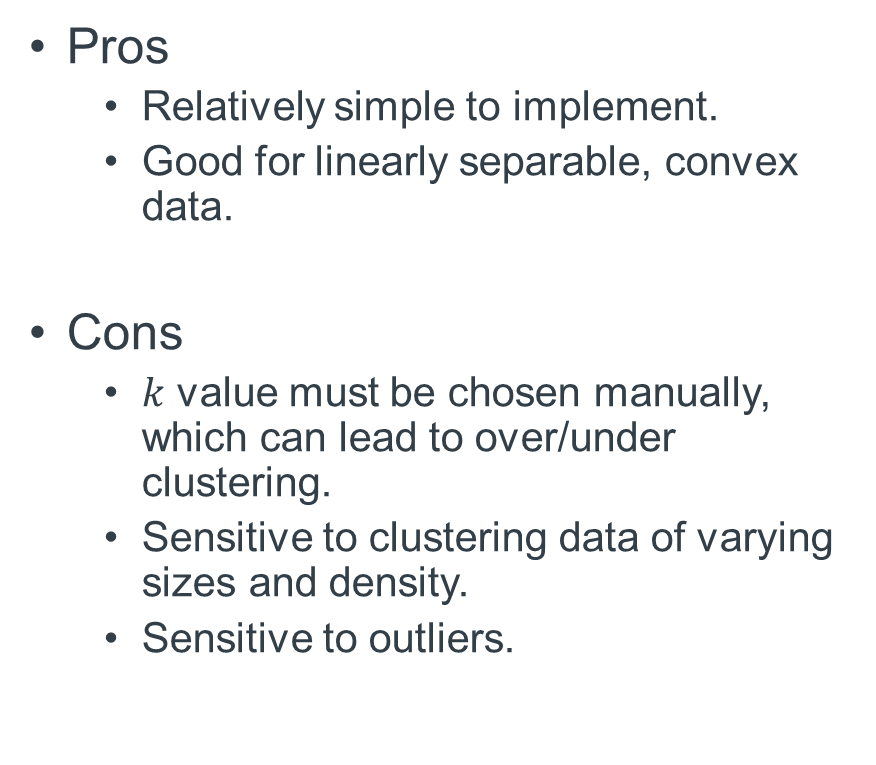 • Pros
• Relatively simple to implement.
• Good for linearly separable, convex
data.
• Cons
• k value must be chosen manually,
which can lead to over/under
clustering.
• Sensitive to clustering data of varying
sizes and density.
• Sensitive to outliers.